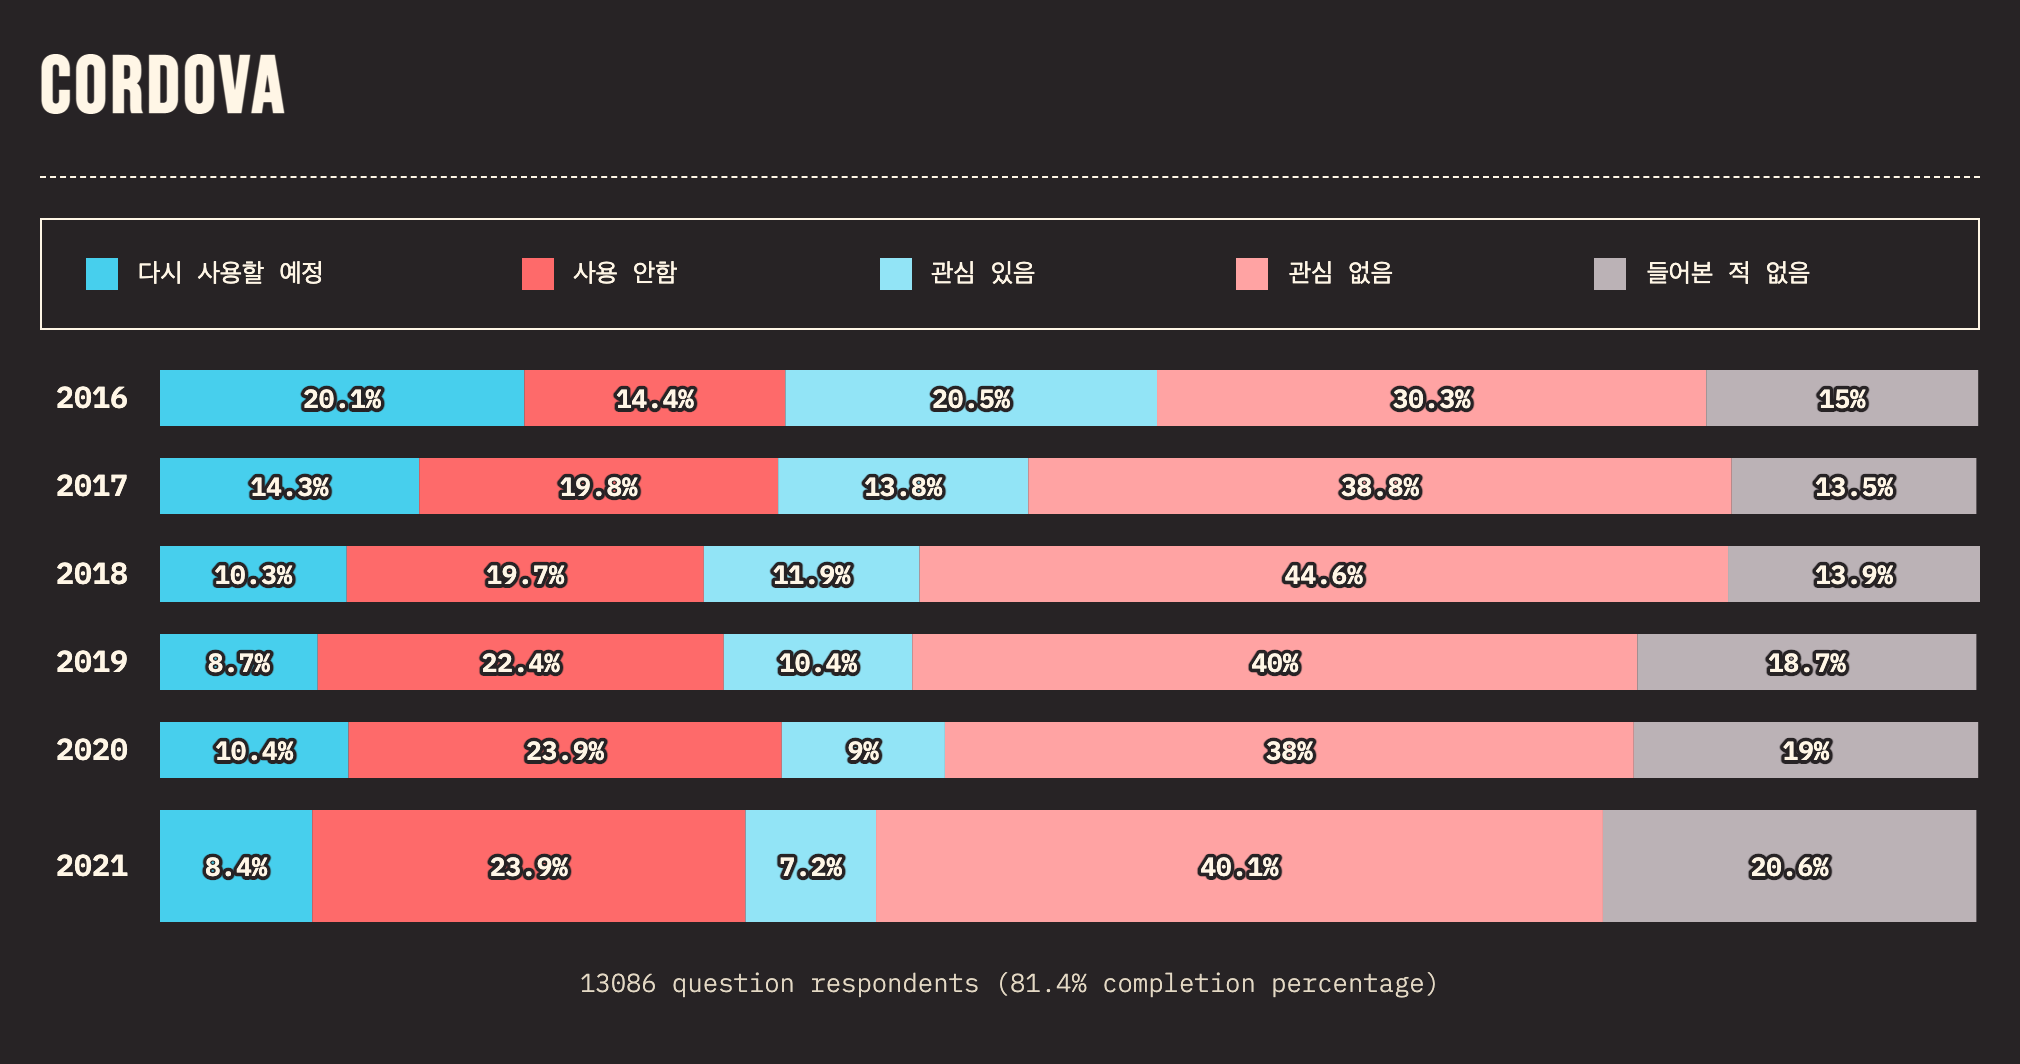 CORDOVA
다시 사용할 예정 사용 안함 관심 있음 관심 없음 들어본 적 없음
2016 20.1% 14.4% 20.5% 30.3% 15%
2017 14.3% 19.8% 13.8% 38.8% 13.5%
2018 10.3% 19.7% 11.9% 44.6% 13.9%
2019 8.7% 22.4% 10.4% 40% 18.7%
2020 10.4% 23.9% 9% 38% 19%
2021 8.4% 23.9% 7.2% 40.1% 20.6%
13086 question respondents (81.4% completion percentage)